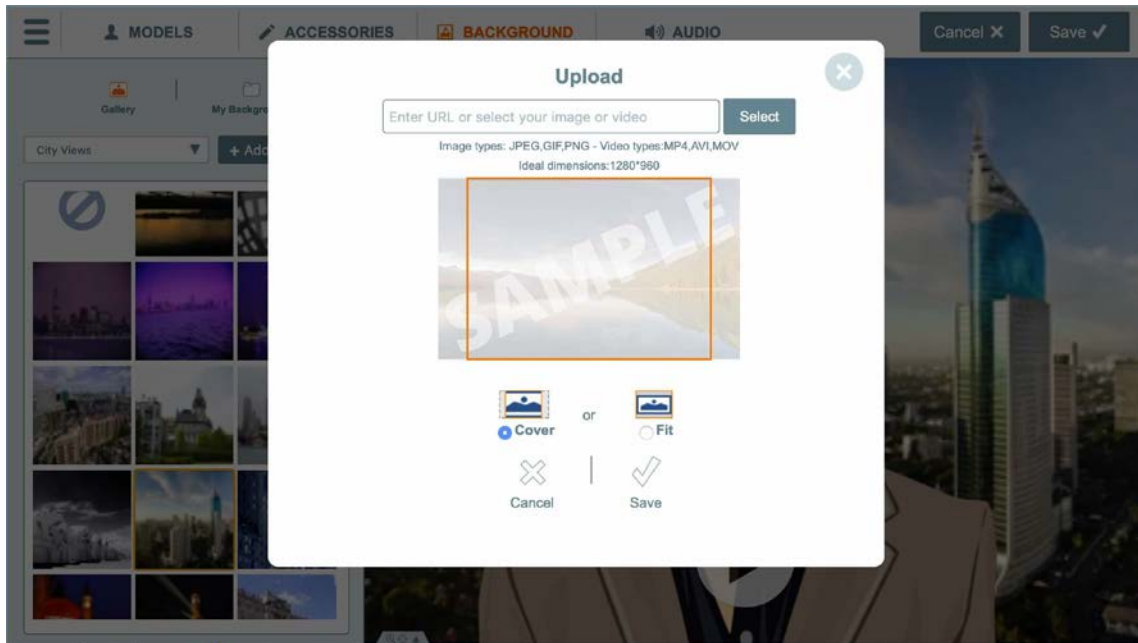 MODELS
ACCESSORIES
BACKGROUND
AUDIO
Cancel
Save
Gallery
My Backgro
City Views
+ Add
Upload
Enter URL or select your image or video
Select
Image types: JPEG,GIF,PNG - Video types:MP4,AVI,MOV
Ideal dimensions:1280*960
SAMPLE
or
Cover
Fit
Cancel
Save